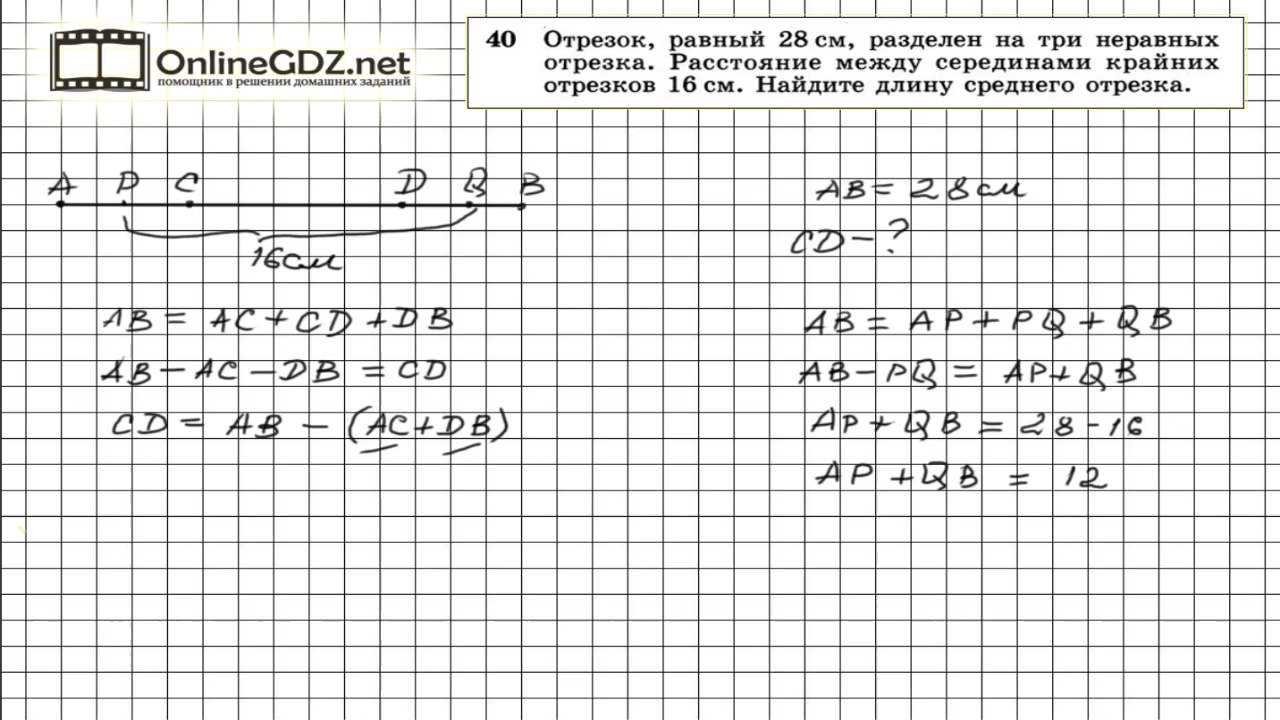 OnlineGDZ.net
помощник в решении домашних заданий
40 Отрезок, равный 28 см, разделен на три неравных
отрезка. Расстояние между серединами крайних
отрезков 16 см. Найдите длину среднего отрезка.
A P C D Q B
16см
AB = 28см
CD - ?
AB = AC + CD + DB
AB - AC - DB = CD
CD = AB - (AC + DB)
AB = AP + PQ + QB
AB - PQ = AP + QB
AP + QB = 28 - 16
AP + QB = 12